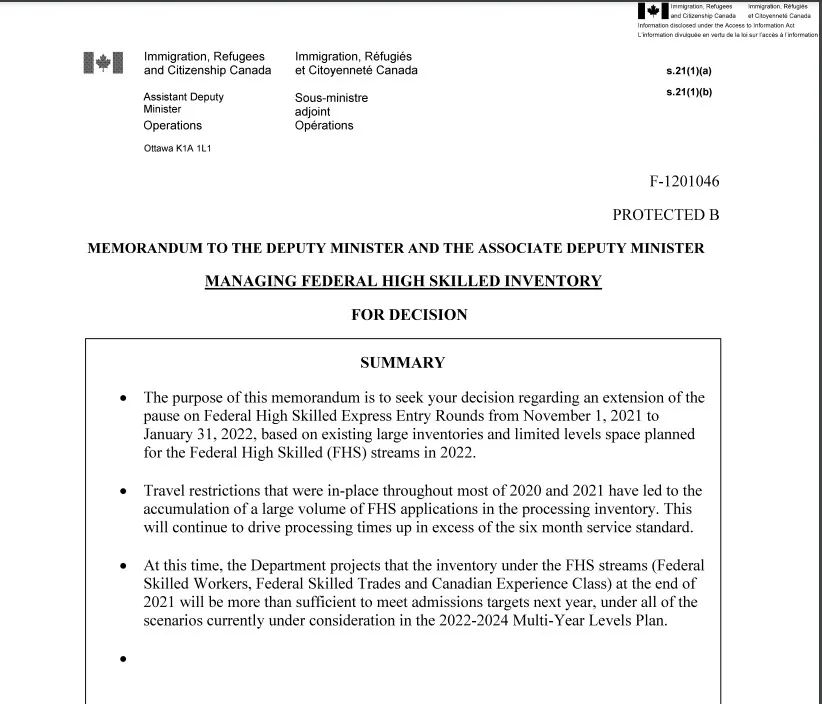 Immigration, Refugees Immigration, Réfugiés
and Citizenship Canada et Citoyenneté Canada
Information disclosed under the Access to Information Act
L'information divulguée en vertu de la loi sur l'accès à l'information
Immigration, Refugees Immigration, Réfugiés
and Citizenship Canada et Citoyenneté Canada
s.21(1)(a)
s.21(1)(b)
Assistant Deputy Sous-ministre
Minister adjoint
Operations Opérations
Ottawa K1A 1L1
F-1201046
PROTECTED B
MEMORANDUM TO THE DEPUTY MINISTER AND THE ASSOCIATE DEPUTY MINISTER
MANAGING FEDERAL HIGH SKILLED INVENTORY
FOR DECISION
SUMMARY
• The purpose of this memorandum is to seek your decision regarding an extension of the
pause on Federal High Skilled Express Entry Rounds from November 1, 2021 to
January 31, 2022, based on existing large inventories and limited levels space planned
for the Federal High Skilled (FHS) streams in 2022.
• Travel restrictions that were in-place throughout most of 2020 and 2021 have led to the
accumulation of a large volume of FHS applications in the processing inventory. This
will continue to drive processing times up in excess of the six month service standard.
• At this time, the Department projects that the inventory under the FHS streams (Federal
Skilled Workers, Federal Skilled Trades and Canadian Experience Class) at the end of
2021 will be more than sufficient to meet admissions targets next year, under all of the
scenarios currently under consideration in the 2022-2024 Multi-Year Levels Plan.
•